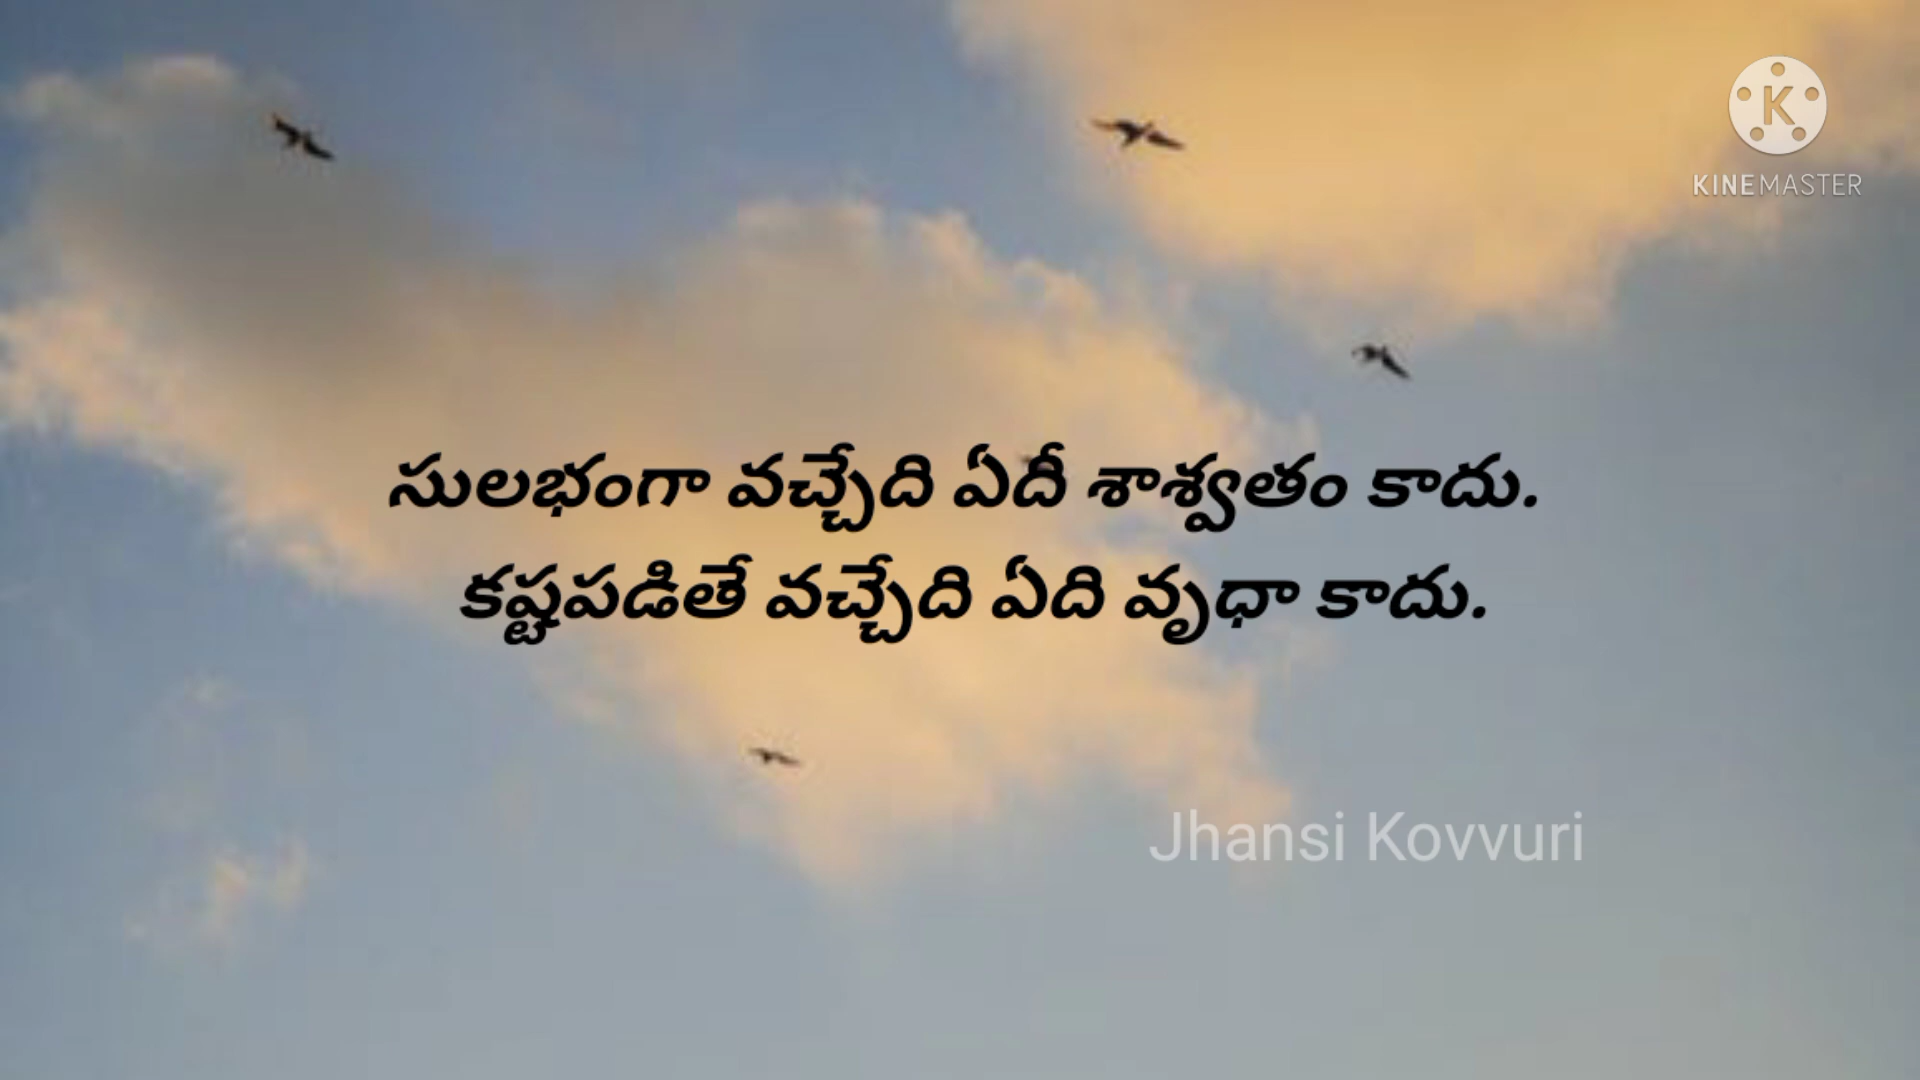 KINEMASTER
సులభంగా వచ్చేది ఏదీ శాశ్వతం కాదు.
కష్టపడితే వచ్చేది ఏది వృధా కాదు.
Jhansi Kovvuri